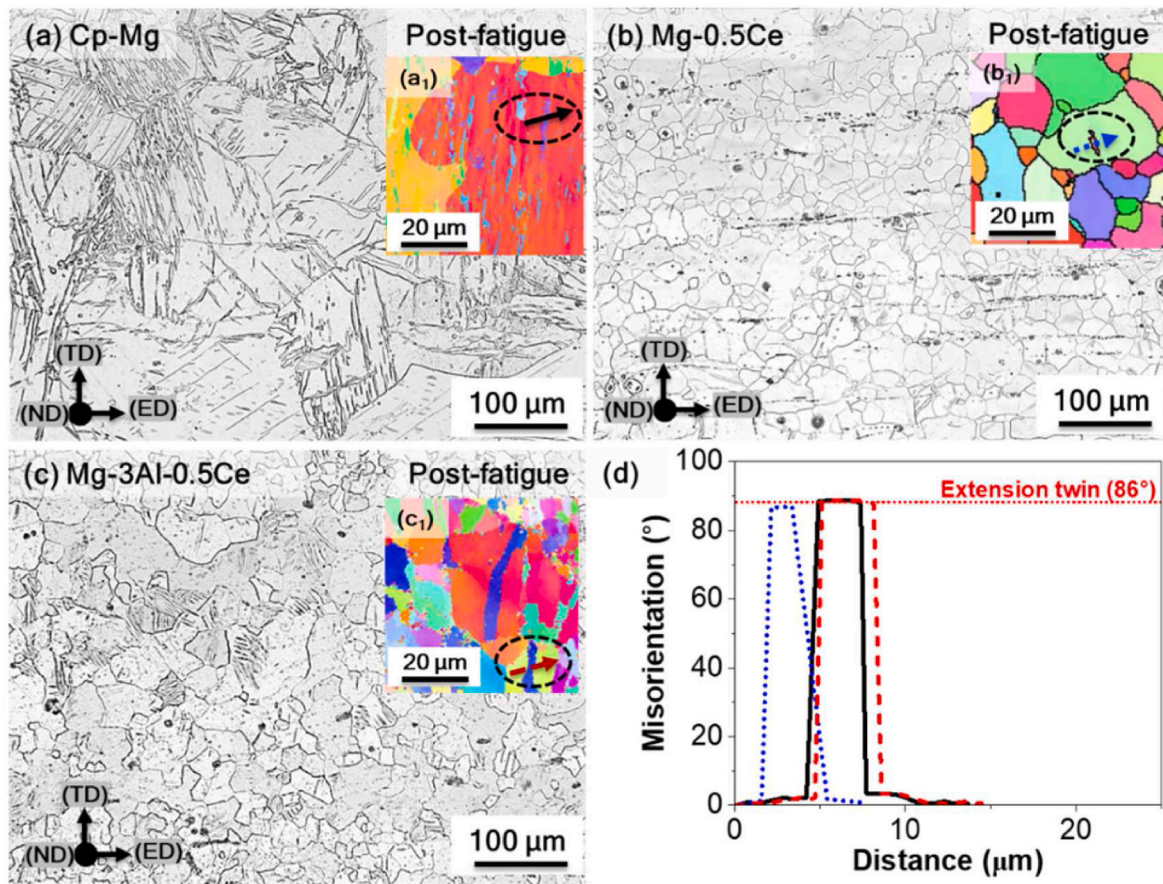 (a) Cp-Mg
Post-fatigue
(a₁)
20 μm
(TD)
(ND)
(ED)
100 μm
(b) Mg-0.5Ce
Post-fatigue
(b₁)
20 μm
(TD)
(ND)
(ED)
100 μm
(c) Mg-3Al-0.5Ce
Post-fatigue
(c₁)
20 μm
(TD)
(ND)
(ED)
100 μm
(d)
100
80
60
40
20
0
Misorientation (°)
Extension twin (86°)
0
10
20
Distance (μm)